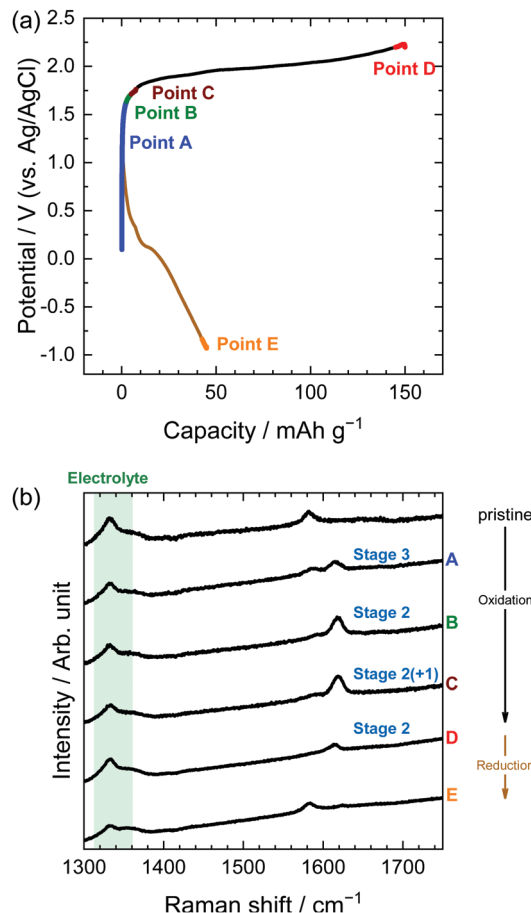 (a)
2.5
2.0
1.5
1.0
0.5
0.0
-0.5
-1.0
Potential / V (vs. Ag/AgCl)
Point D
Point C
Point B
Point A
Point E
0
50
100
150
Capacity / mAh g⁻¹
Electrolyte
(b)
pristine
Stage 3
A
Oxidation
Stage 2
B
Stage 2(+1)
C
Stage 2
D
Reduction
E
Intensity / Arb. unit
1300
1400
1500
1600
1700
Raman shift / cm⁻¹